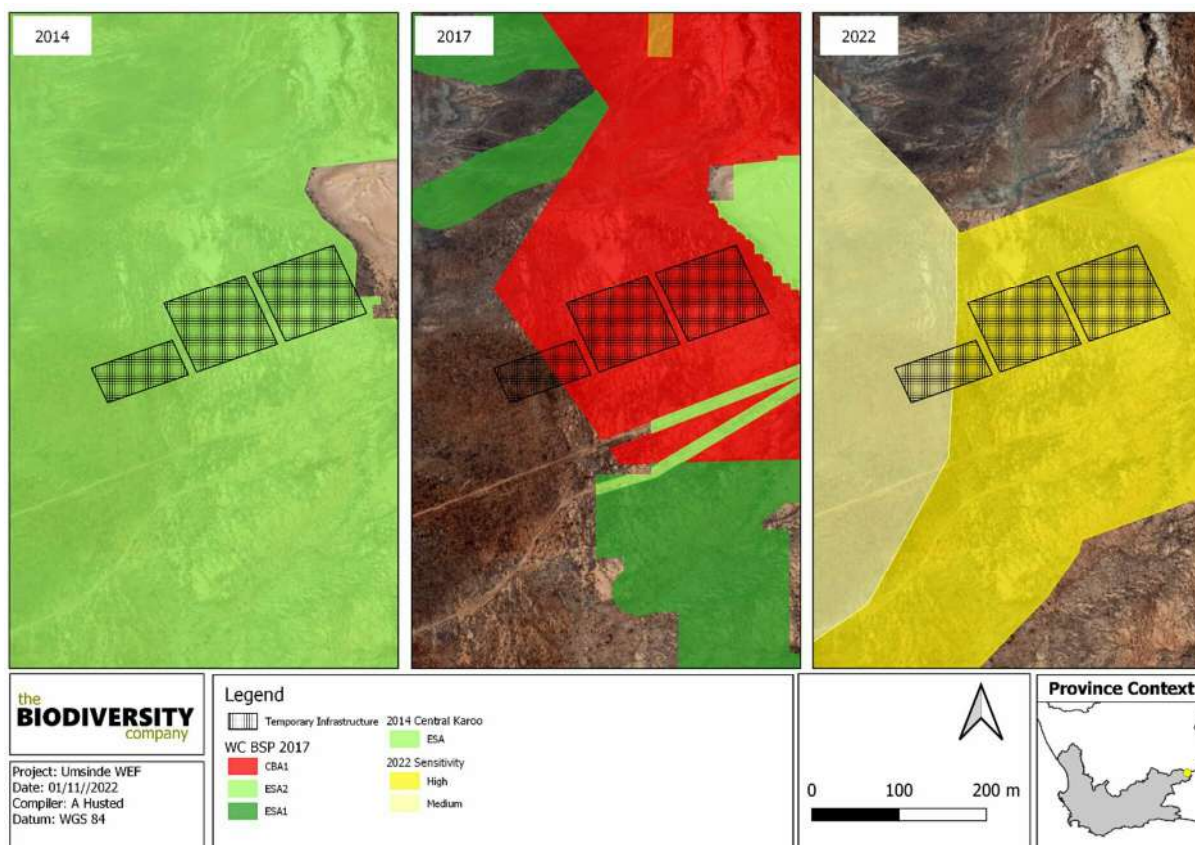 2014
2017
2022
the
BIODIVERSITY
company
Project: Umsinde WEF
Date: 01/11//2022
Compiler: A Husted
Datum: WGS 84
Legend
Temporary Infrastructure
WC BSP 2017
CBA1
ESA2
ESA1
2014 Central Karoo
ESA
2022 Sensitivity
High
Medium
0 100 200 m
Province Context